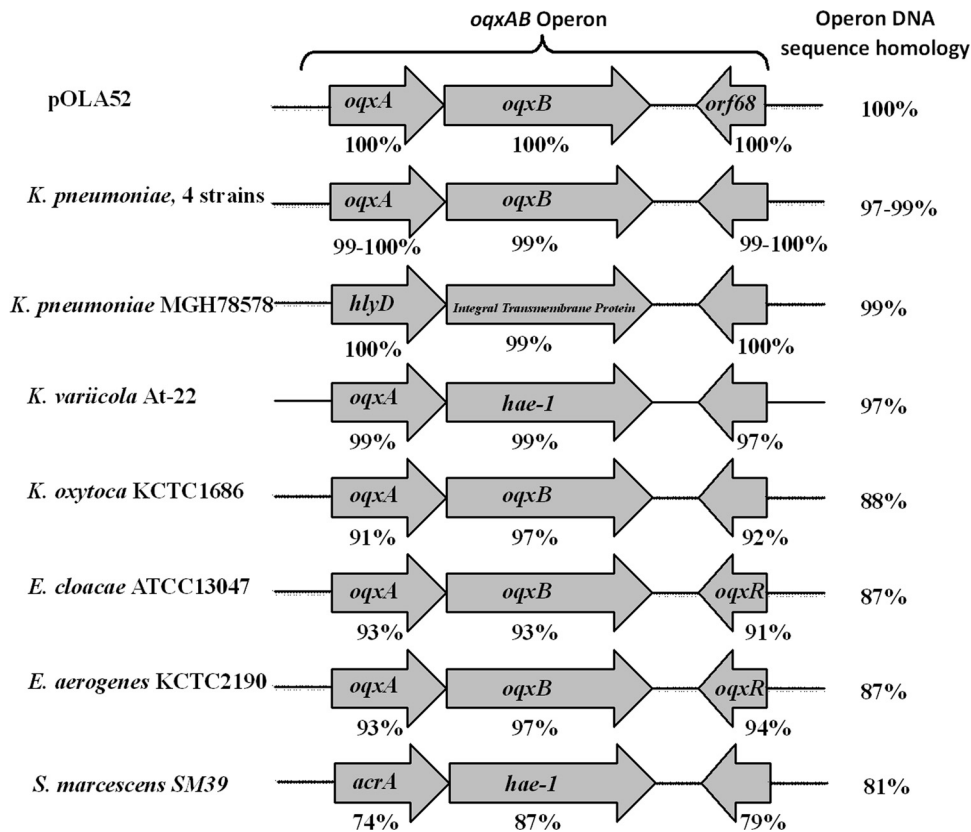 oqxAB Operon
Operon DNA
sequence homology
pOLA52 oqxA oqxB orf68 100%
100% 100% 100%
K. pneumoniae, 4 strains oqxA oqxB 97-99%
99-100% 99% 99-100%
K. pneumoniae MGH78578 hlyD Integral Transmembrane Protein 99%
100% 99% 100%
K. variicola At-22 oqxA hae-1 97%
99% 99% 97%
K. oxytoca KCTC1686 oqxA oqxB 88%
91% 97% 92%
E. cloacae ATCC13047 oqxA oqxB oqxR 87%
93% 93% 91%
E. aerogenes KCTC2190 oqxA oqxB oqxR 87%
93% 97% 94%
S. marcescens SM39 acrA hae-1 81%
74% 87% 79%